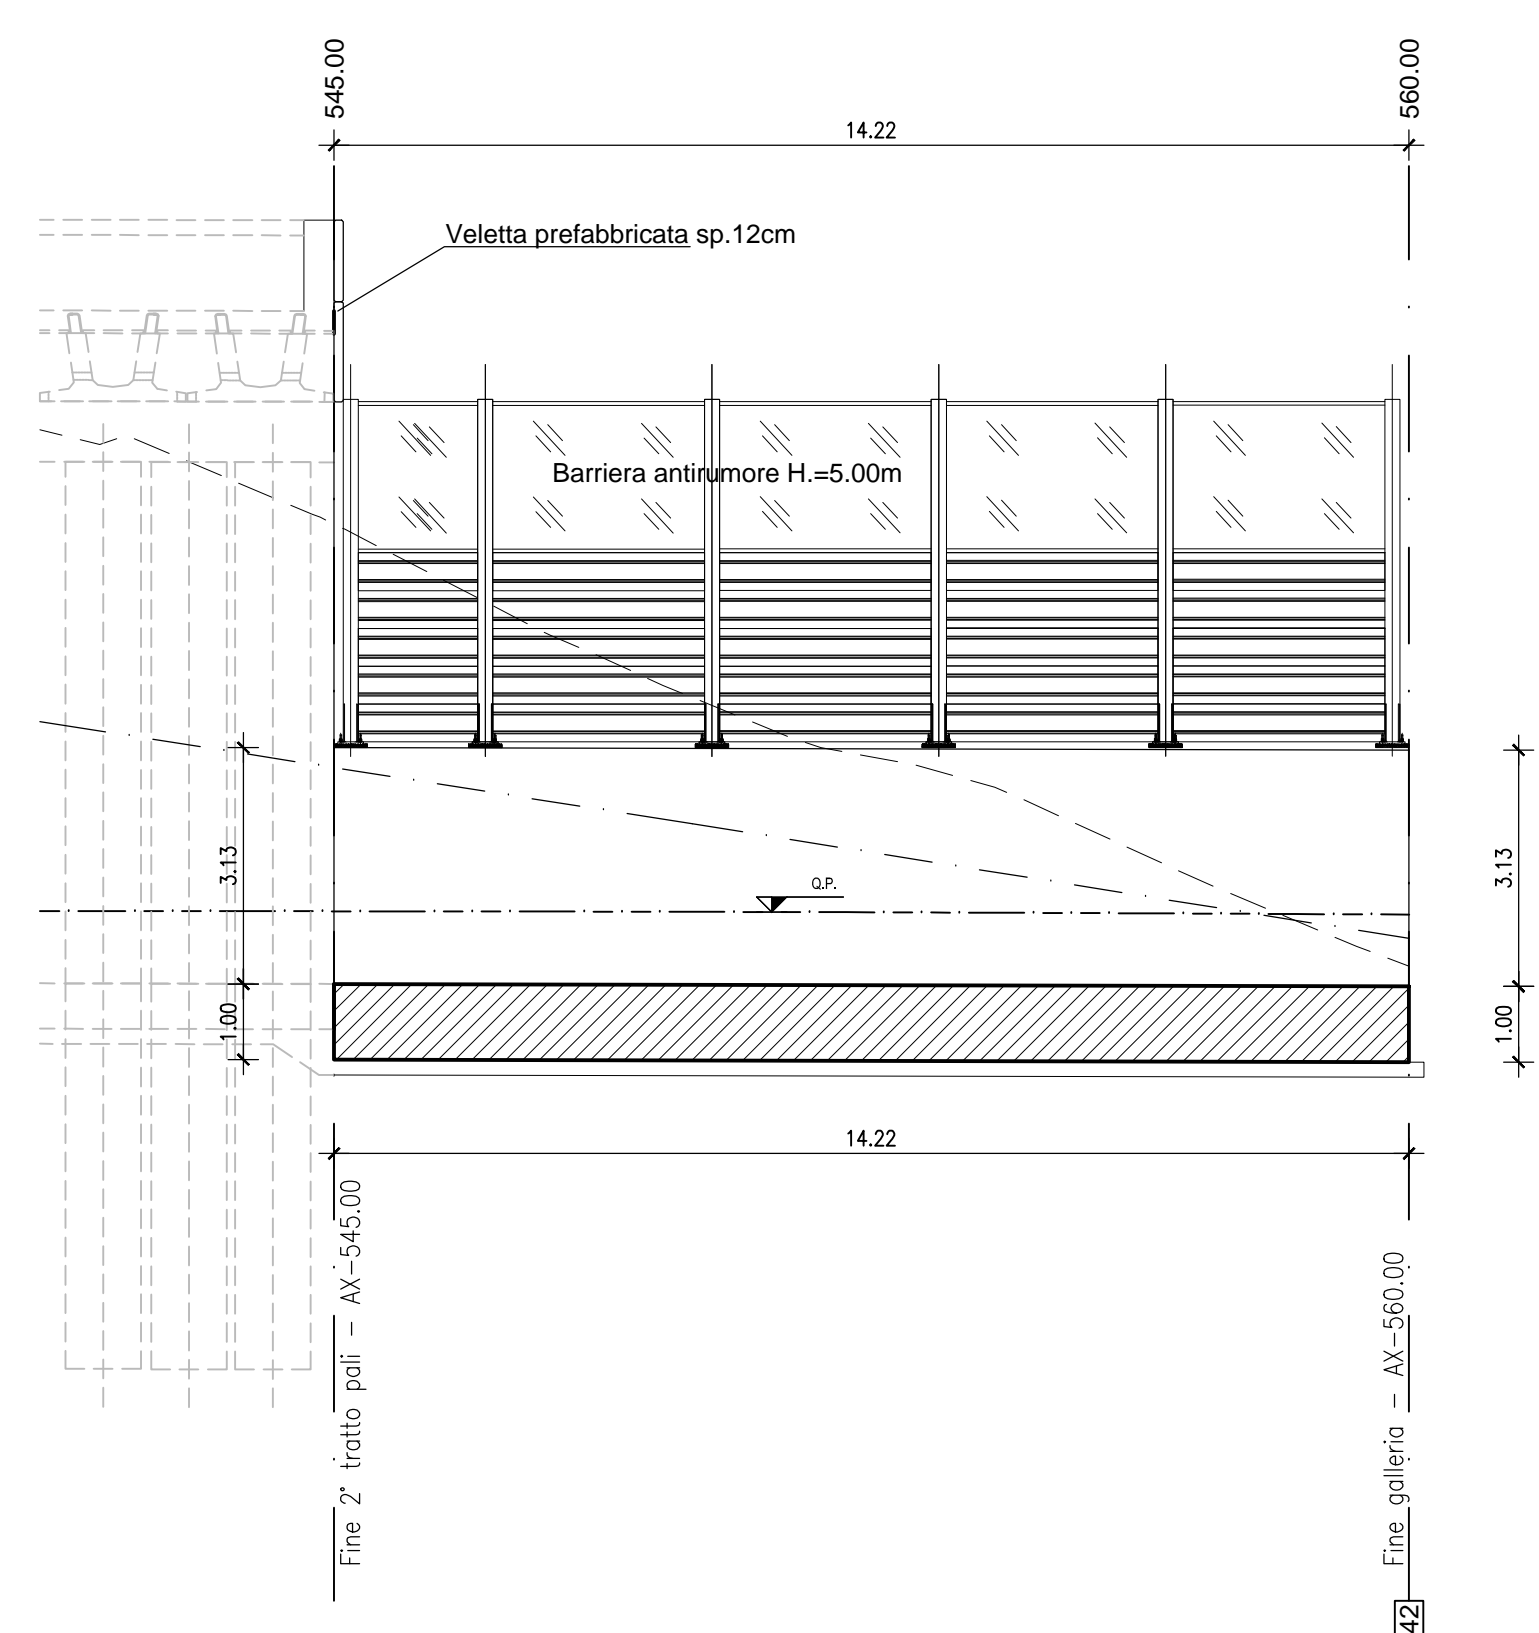 545.00
560.00
14.22
Veletta prefabbricata sp.12cm
Barriera antirumore H.=5.00m
3.13
3.13
Q.P.
1.00
1.00
14.22
Fine 2° tratto pali - AX-545.00
Fine galleria - AX-560.00
42